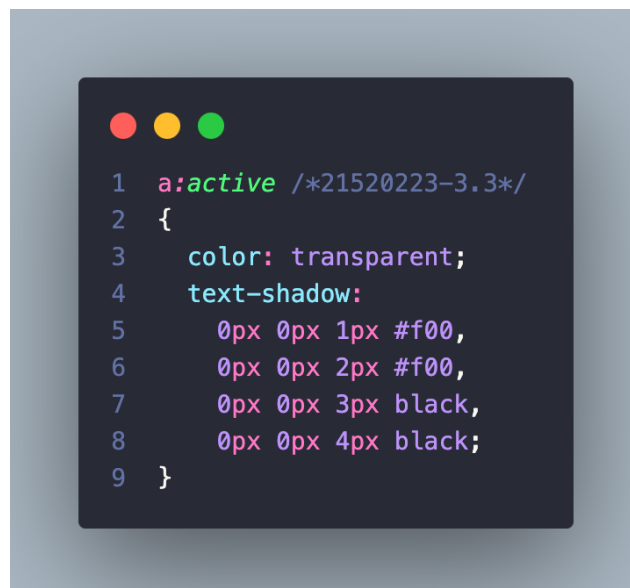 1 a:active /*21520223-3.3*/
2 {
3   color: transparent;
4   text-shadow:
5     0px 0px 1px #f00,
6     0px 0px 2px #f00,
7     0px 0px 3px black,
8     0px 0px 4px black;
9 }